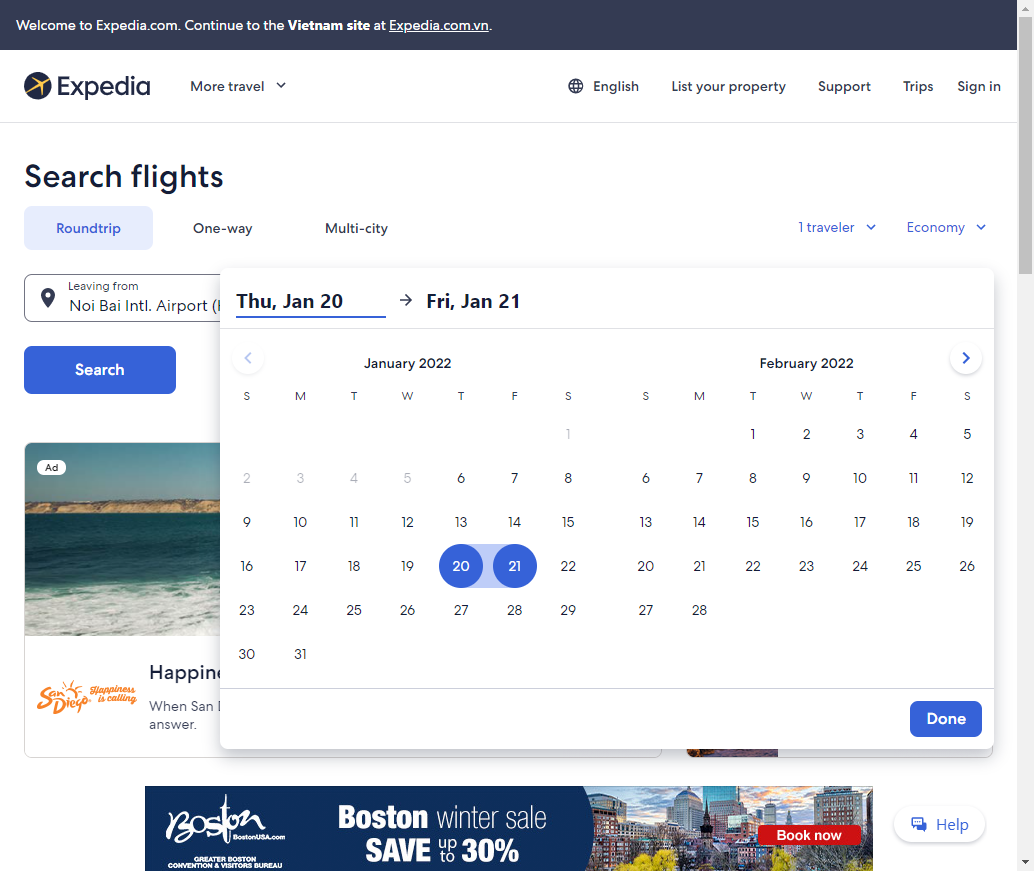 Welcome to Expedia.com. Continue to the Vietnam site at Expedia.com.vn.
Expedia
More travel
English
List your property
Support
Trips
Sign in
Search flights
Roundtrip
One-way
Multi-city
1 traveler
Economy
Leaving from
Noi Bai Intl. Airport
Thu, Jan 20
Fri, Jan 21
Search
January 2022
S M T W T F S
1
2 3 4 5 6 7 8
9 10 11 12 13 14 15
16 17 18 19 20 21 22
23 24 25 26 27 28 29
30 31
February 2022
S M T W T F S
1 2 3 4 5
6 7 8 9 10 11 12
13 14 15 16 17 18 19
20 21 22 23 24 25 26
27 28
Done
Ad
San Diego
Happiness is calling
Happine
When San
answer.
Boston
BostonUSA.com
GREATER BOSTON
CONVENTION & VISITORS BUREAU
Boston winter sale
SAVE up to 30%
Book now
Help